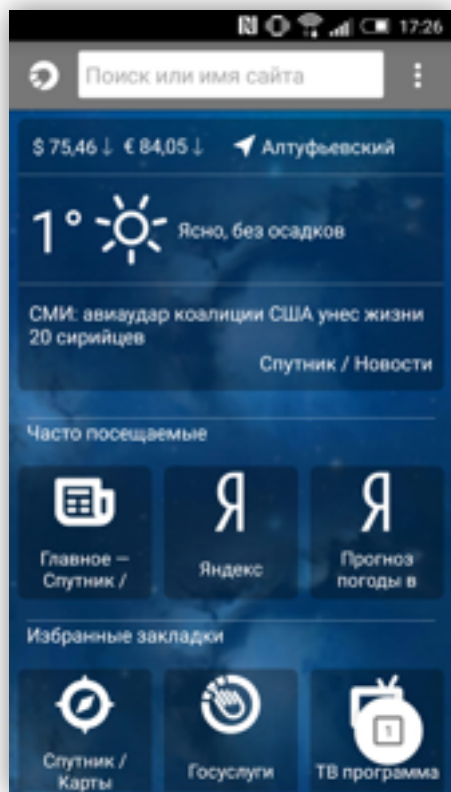 17:26
Поиск или имя сайта
$ 75,46↓ € 84,05↓ Алтуфьевский
1° Ясно, без осадков
СМИ: авиаудар коалиции США унес жизни
20 сирийцев
Спутник / Новости
Часто посещаемые
Я Я
Главное —
Спутник /
Яндекс
Прогноз
погоды в
Избранные закладки
1
Спутник /
Карты
Госуслуги
ТВ программа